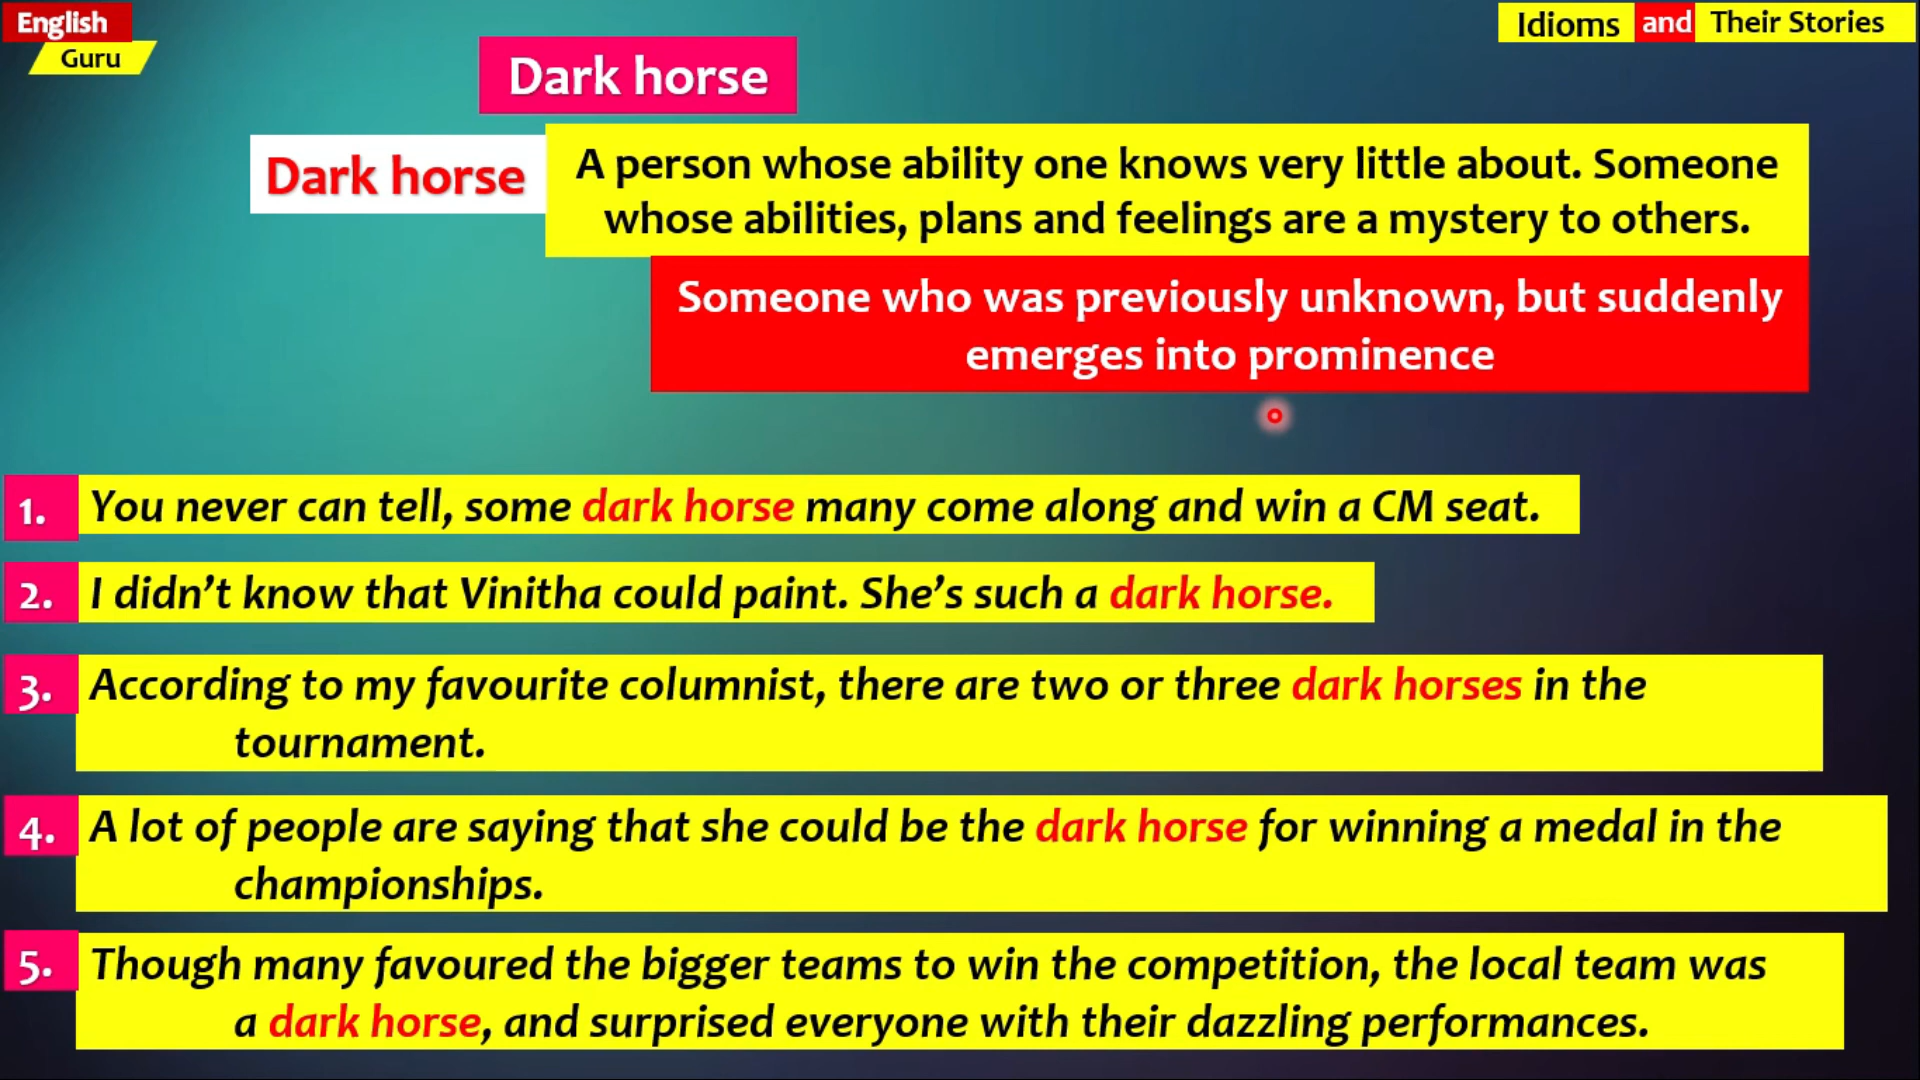 English
Guru
Idioms and Their Stories
Dark horse
Dark horse
A person whose ability one knows very little about. Someone
whose abilities, plans and feelings are a mystery to others.
Someone who was previously unknown, but suddenly
emerges into prominence
1. You never can tell, some dark horse many come along and win a CM seat.
2. I didn’t know that Vinitha could paint. She’s such a dark horse.
3. According to my favourite columnist, there are two or three dark horses in the
tournament.
4. A lot of people are saying that she could be the dark horse for winning a medal in the
championships.
5. Though many favoured the bigger teams to win the competition, the local team was
a dark horse, and surprised everyone with their dazzling performances.